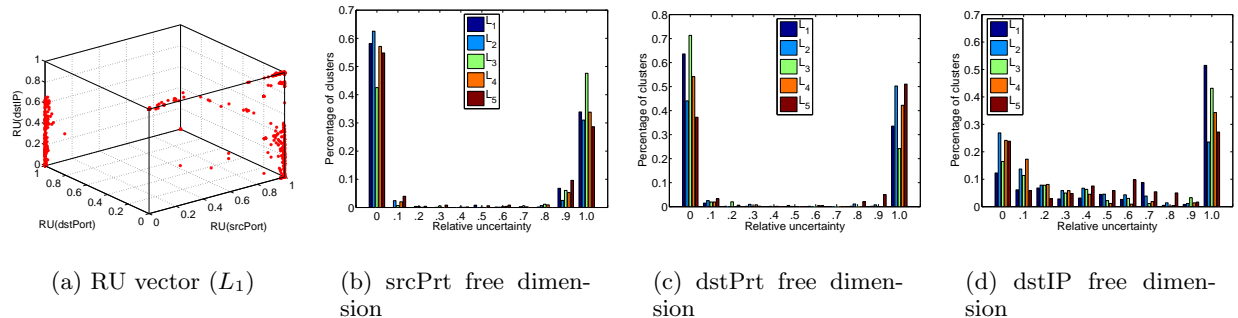 1
0.8
0.6
0.4
0.2
0
RU(dstIP)
1
0.8
0.6
0.4
0.2
0
RU(dstPort)
0
0.2
0.4
0.6
0.8
1
RU(srcPort)
0.7
0.6
0.5
0.4
0.3
0.2
0.1
0
Percentage of clusters
L1
L2
L3
L4
L5
0 .1 .2 .3 .4 .5 .6 .7 .8 .9 1.0
Relative uncertainty
0.8
0.7
0.6
0.5
0.4
0.3
0.2
0.1
0
Percentage of clusters
L1
L2
L3
L4
L5
0 .1 .2 .3 .4 .5 .6 .7 .8 .9 1.0
Relative uncertainty
0.7
0.6
0.5
0.4
0.3
0.2
0.1
0
Percentage of clusters
L1
L2
L3
L4
L5
0 .1 .2 .3 .4 .5 .6 .7 .8 .9 1.0
Relative uncertainty
(a) RU vector (L1)
(b) srcPrt free dimen-
sion
(c) dstPrt free dimen-
sion
(d) dstIP free dimen-
sion